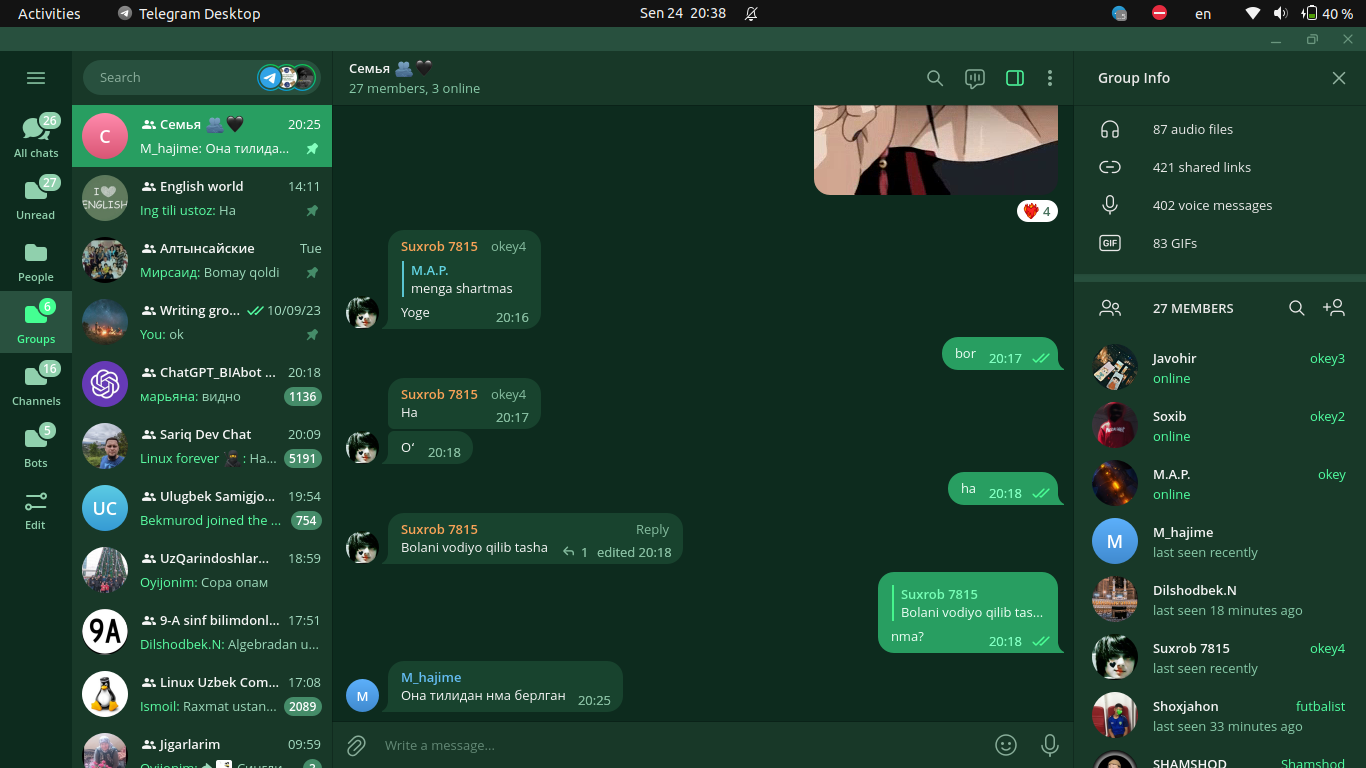 Activities
Telegram Desktop
Sen 24 20:38
en
40 %
Search
26
All chats
27
Unread
People
6
Groups
16
Channels
5
Bots
Edit
С
Семья 🫂🖤 20:25
M_hajime: Она тилида...
I ENGLISH
English world 14:11
Ing tili ustoz: Ha
Алтынсайские Tue
Мирсаид: Bomay qoldi
Writing gro... 10/09/23
You: ok
ChatGPT_BIAbot ... 20:18
марьяна: видно 1136
Sariq Dev Chat 20:09
Linux forever 🥷🏿: Ha... 5191
UC
Ulugbek Samigjo... 19:54
Bekmurod joined the ... 754
UzQarindoshlar... 18:59
Oyijonim: Сора опам
9A
9-A sinf bilimdonl... 17:51
Dilshodbek.N: Algebradan u...
Linux Uzbek Com... 17:08
Ismoil: Raxmat ustan... 2089
Jigarlarim 09:59
Семья 🫂🖤
27 members, 3 online
❤️‍🔥 4
Suxrob 7815 okey4
M.A.P.
menga shartmas
Yoge 20:16
bor 20:17
Suxrob 7815 okey4
Ha 20:17
Oʻ 20:18
ha 20:18
Suxrob 7815 Reply
Bolani vodiyo qilib tasha 1 edited 20:18
Suxrob 7815
Bolani vodiyo qilib tas...
nma? 20:18
M
M_hajime
Она тилидан нма берлган 20:25
Write a message...
Group Info
87 audio files
421 shared links
402 voice messages
GIF 83 GIFs
27 MEMBERS
Javohir okey3
online
Soxib okey2
online
M.A.P. okey
online
M
M_hajime
last seen recently
Dilshodbek.N
last seen 18 minutes ago
Suxrob 7815 okey4
last seen recently
Shoxjahon futbalist
last seen 33 minutes ago
SHAMSHOD Shamshod